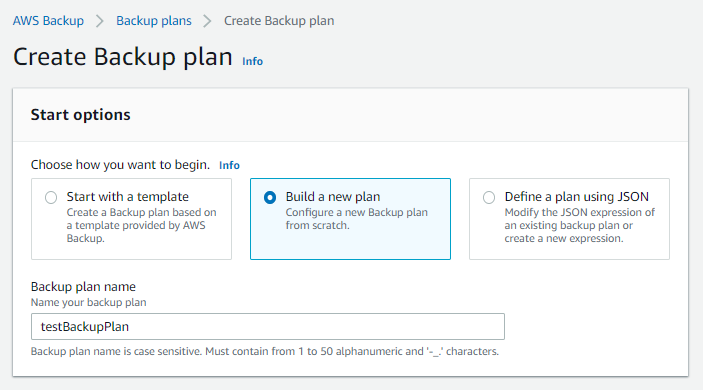 AWS Backup > Backup plans > Create Backup plan
Create Backup plan Info
Start options
Choose how you want to begin. Info
Start with a template
Create a Backup plan based on
a template provided by AWS
Backup.
Build a new plan
Configure a new Backup plan
from scratch.
Define a plan using JSON
Modify the JSON expression of
an existing backup plan or
create a new expression.
Backup plan name
Name your backup plan
testBackupPlan
Backup plan name is case sensitive. Must contain from 1 to 50 alphanumeric and '-_.' characters.